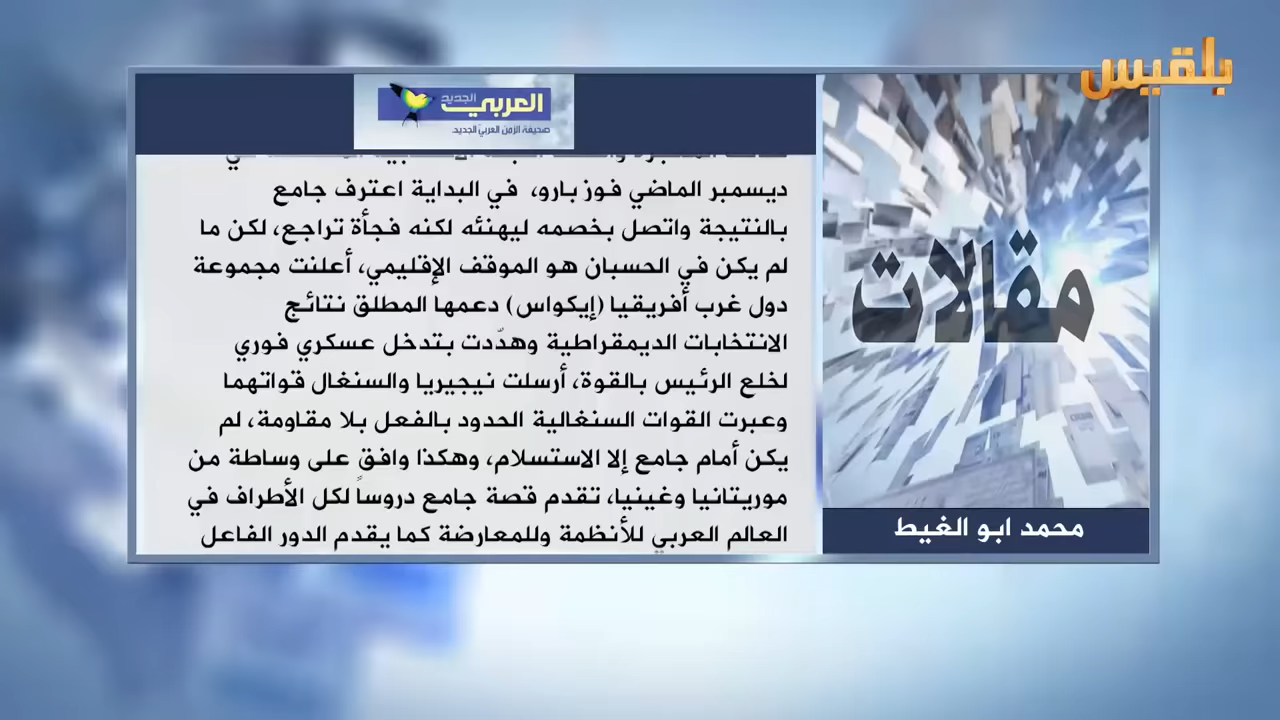 بلقيس
العربي الجديد
صحيفة الزمن العربي الجديد
ديسمبر الماضي فوز بارو، في البداية اعترف جامع
بالنتيجة واتصل بخصمه ليهنئه لكنه فجأة تراجع، لكن ما
لم يكن في الحسبان هو الموقف الإقليمي، أعلنت مجموعة
دول غرب أفريقيا (إيكواس) دعمها المطلق نتائج
الانتخابات الديمقراطية وهدّدت بتدخل عسكري فوري
لخلع الرئيس بالقوة، أرسلت نيجيريا والسنغال قواتهما
وعبرت القوات السنغالية الحدود بالفعل بلا مقاومة، لم
يكن أمام جامع إلا الاستسلام، وهكذا وافق على وساطة من
موريتانيا وغينيا، تقدم قصة جامع دروساً لكل الأطراف في
العالم العربي للأنظمة وللمعارضة كما يقدم الدور الفاعل
مقالات
محمد ابو الغيط